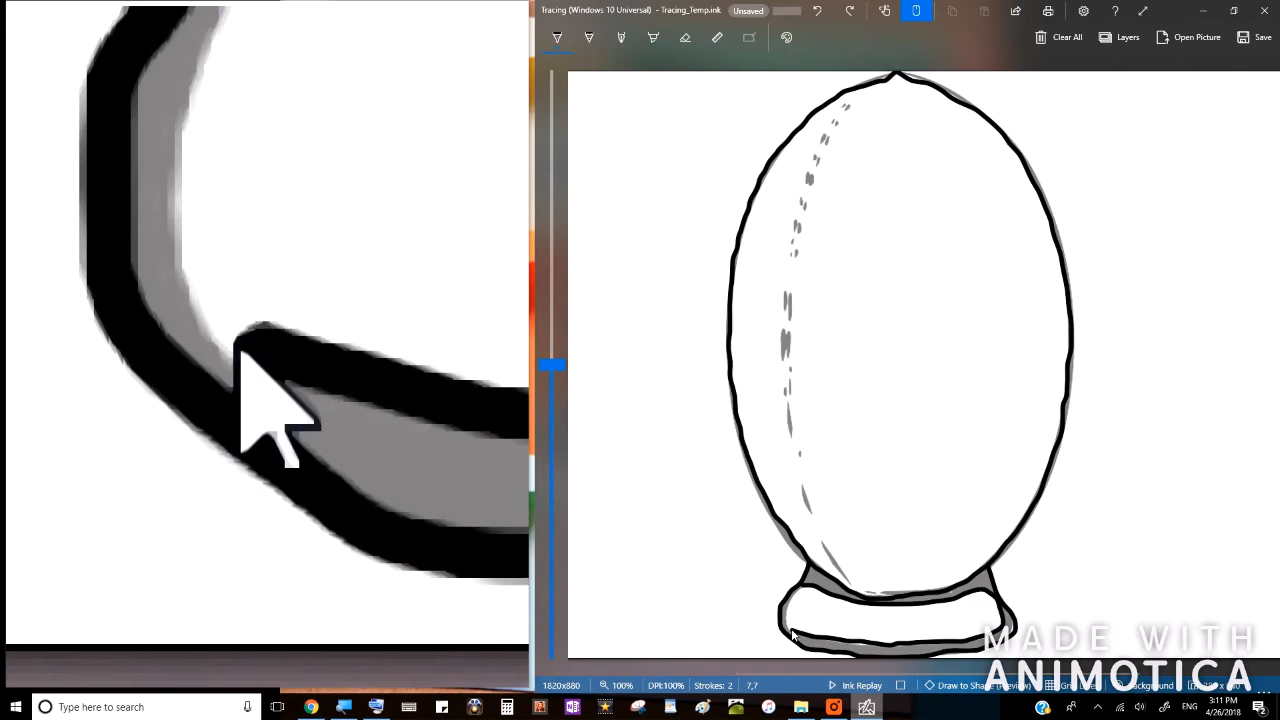 Tracing (Windows 10 Universal) - Tracing_Temp.ink Unsaved
Clear All Layers Open Picture Save
MADE WITH
ANIMOTICA
1820x880 100% DPI:100% Strokes: 2 7,7 Ink Replay Draw to Shape (Preview)
Type here to search
ENG 3:11 PM
4/26/2018